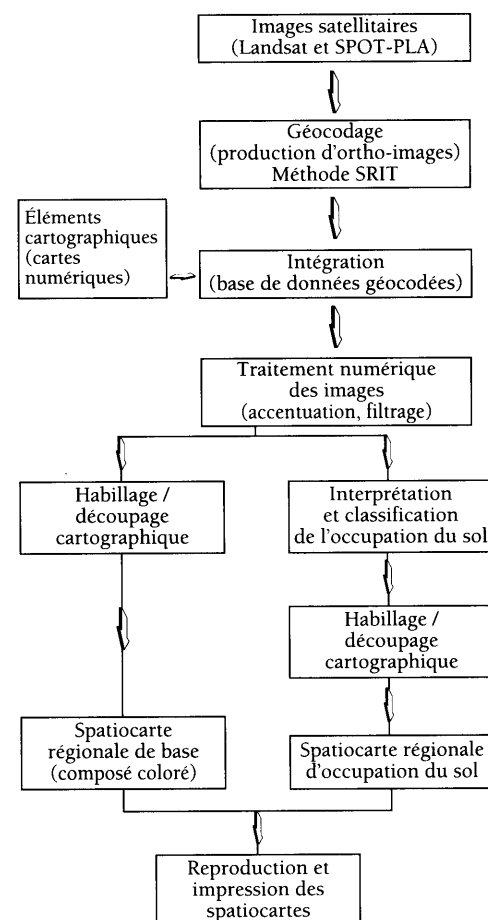 Images satellitaires
(Landsat et SPOT-PLA)
Géocodage
(production d'ortho-images)
Méthode SRIT
Éléments
cartographiques
(cartes
numériques)
Intégration
(base de données géocodées)
Traitement numérique
des images
(accentuation, filtrage)
Habillage /
découpage
cartographique
Interprétation
et classification
de l'occupation du sol
Habillage /
découpage
cartographique
Spatiocarte
régionale de base
(composé coloré)
Spatiocarte régionale
d'occupation du sol
Reproduction et
impression des
spatiocartes